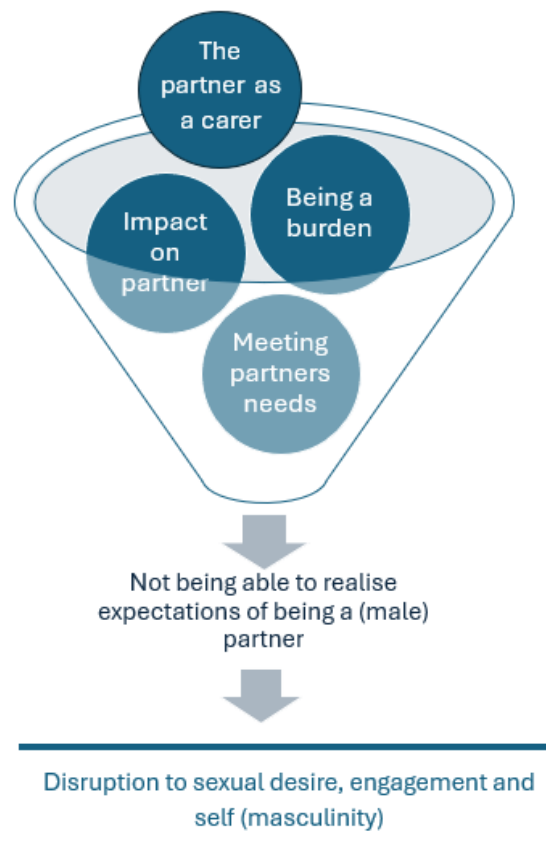 The
partner as
a carer
Being a
burden
Impact
on
partner
Meeting
partners
needs
Not being able to realise
expectations of being a (male)
partner
Disruption to sexual desire, engagement and
self (masculinity)